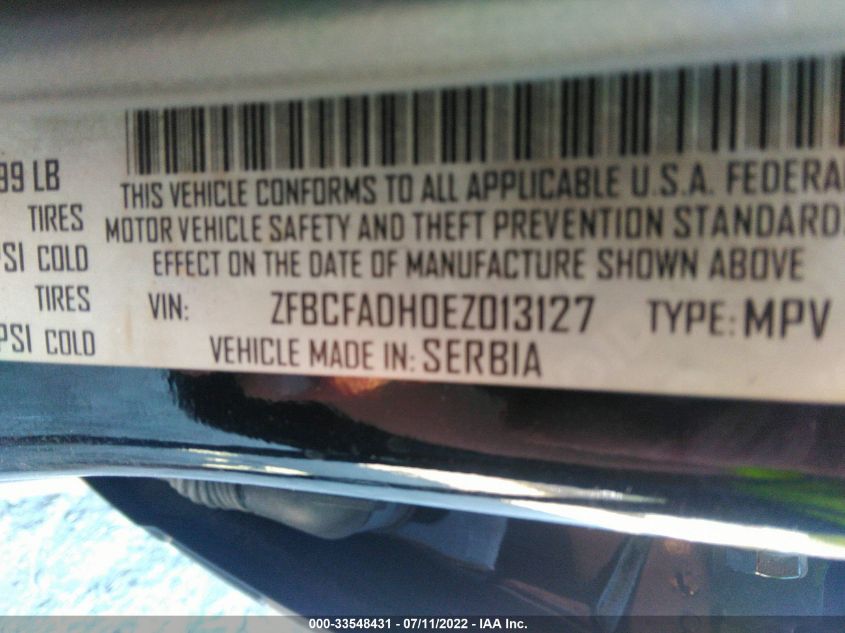 99 LB
TIRES
PSI COLD
TIRES
PSI COLD
THIS VEHICLE CONFORMS TO ALL APPLICABLE U.S.A. FEDERA
MOTOR VEHICLE SAFETY AND THEFT PREVENTION STANDARDS
EFFECT ON THE DATE OF MANUFACTURE SHOWN ABOVE
VIN: ZFBCFADH0EZ013127 TYPE: MPV
VEHICLE MADE IN: SERBIA
000-33548431 - 07/11/2022 - IAA Inc.